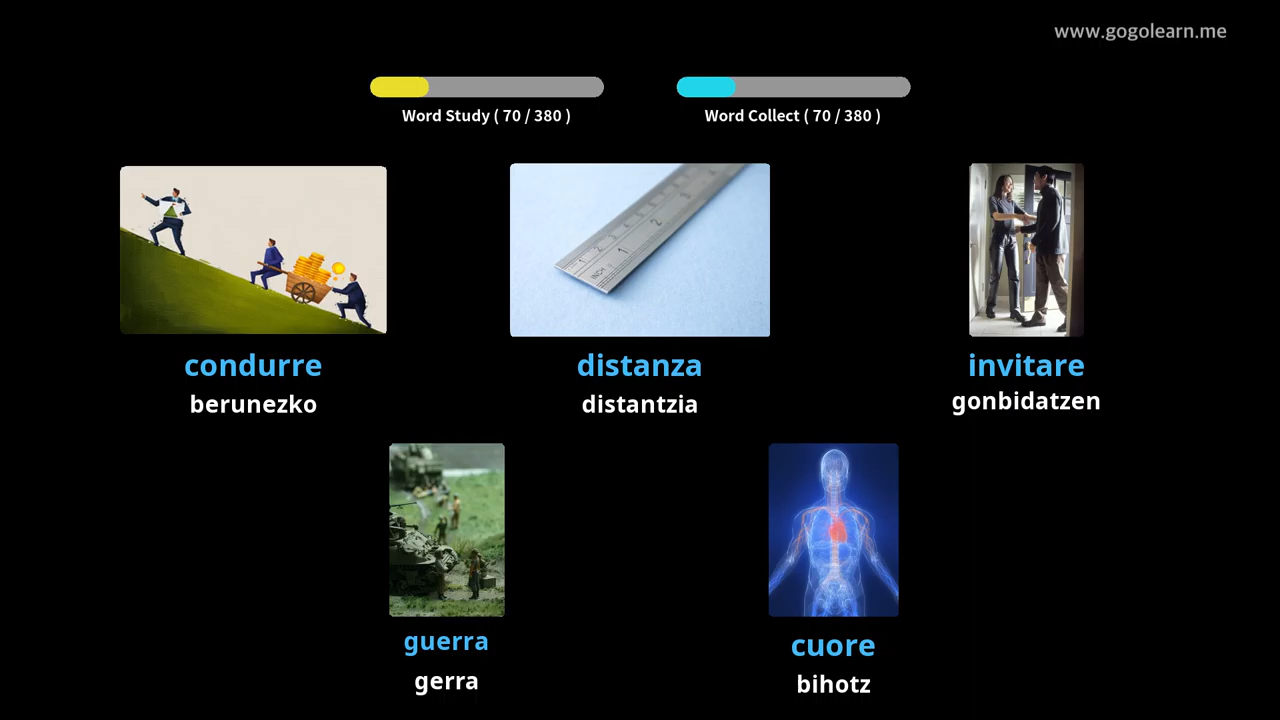 www.gogolearn.me
Word Study ( 70 / 380 )
Word Collect ( 70 / 380 )
condurre
berunezko
distanza
distantzia
invitare
gonbidatzen
guerra
gerra
cuore
bihotz